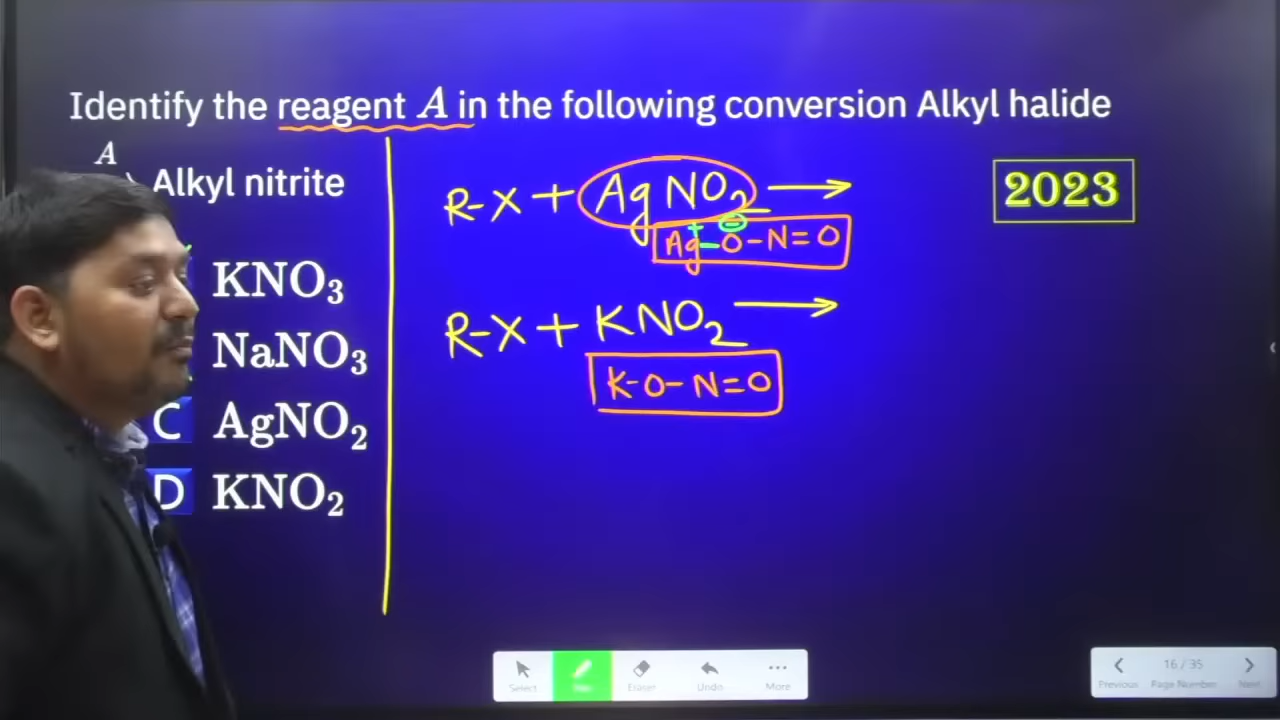 Identify the reagent A in the following conversion Alkyl halide
A
Alkyl nitrite
2023
KNO₃
NaNO₃
C AgNO₂
D KNO₂
R-X + AgNO₂ →
Ag⁺-O⊖-N=O
R-X + KNO₂ →
K-O-N=O
Select
Eraser
Undo
More
Previous
16 / 35
Page Number
Next